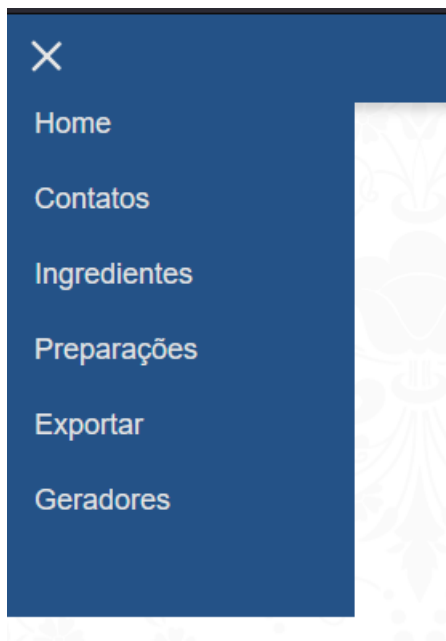 Home
Contatos
Ingredientes
Preparações
Exportar
Geradores